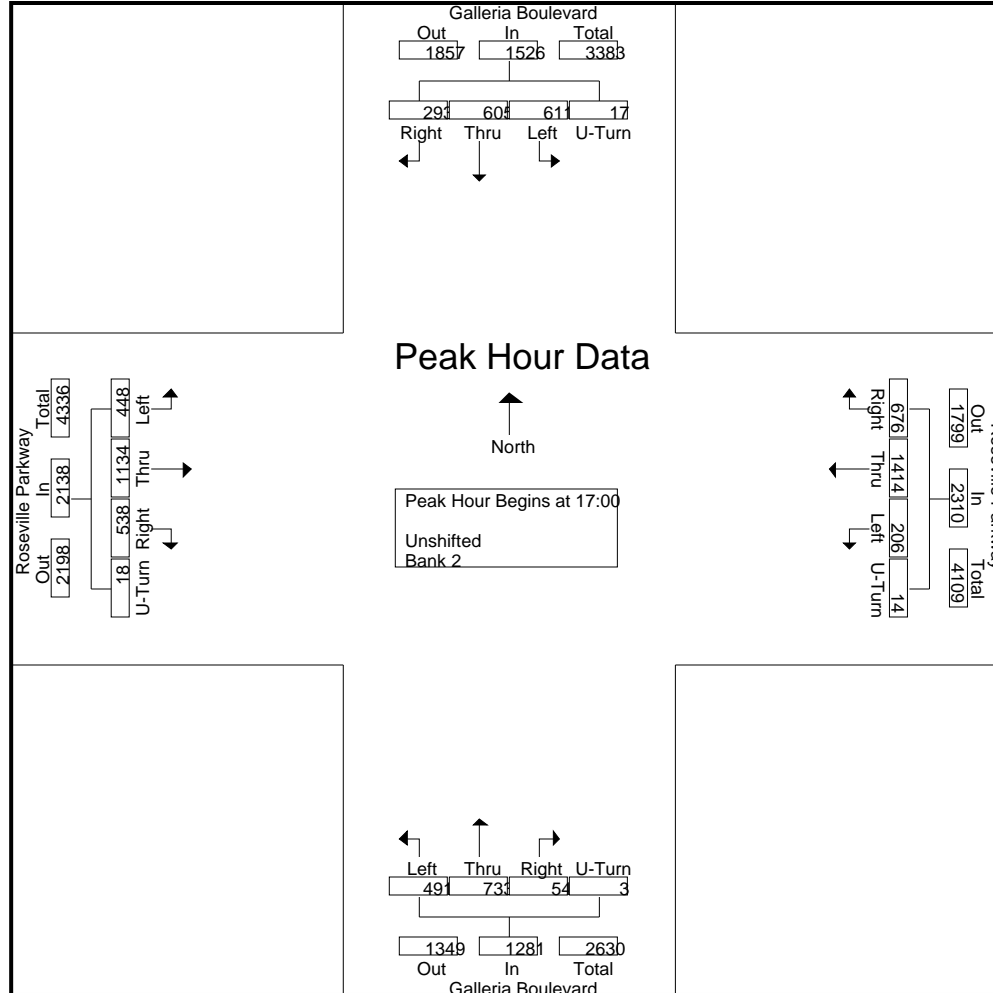 Galleria Boulevard
Out In Total
1857 1526 3383
293 605 611 17
Right Thru Left U-Turn
Peak Hour Data
North
Peak Hour Begins at 17:00
Unshifted
Bank 2
Roseville Parkway
Total In Out
4336 2138 2198
448 1134 538 18
Left Thru Right U-Turn
Out In Total
1799 2310 4109
676 1414 206 14
Right Thru Left U-Turn
Left Thru Right U-Turn
491 733 54 3
1349 1281 2630
Out In Total
Galleria Boulevard